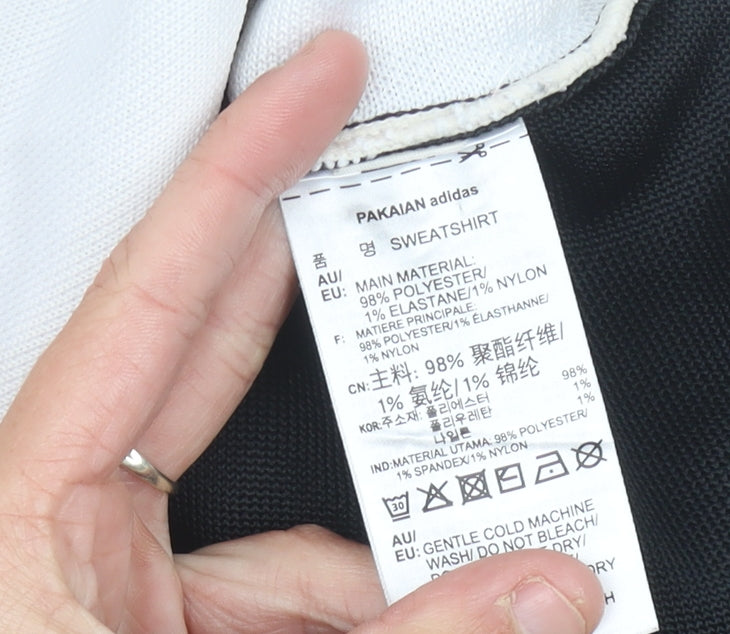 PAKAIAN adidas
품 명 SWEATSHIRT
AU/
EU: MAIN MATERIAL:
98% POLYESTER/
1% ELASTANE/1% NYLON
F: MATIERE PRINCIPALE:
98% POLYESTER/1% ÉLASTHANNE/
1% NYLON
CN: 主料: 98% 聚酯纤维/
1% 氨纶/1% 锦纶
KOR: 주소재: 폴리에스터 98%
폴리우레탄 1%
나일론 1%
IND: MATERIAL UTAMA: 98% POLYESTER/
1% SPANDEX/1% NYLON
30
AU/
EU: GENTLE COLD MACHINE
WASH/ DO NOT BLEACH/
DRY/